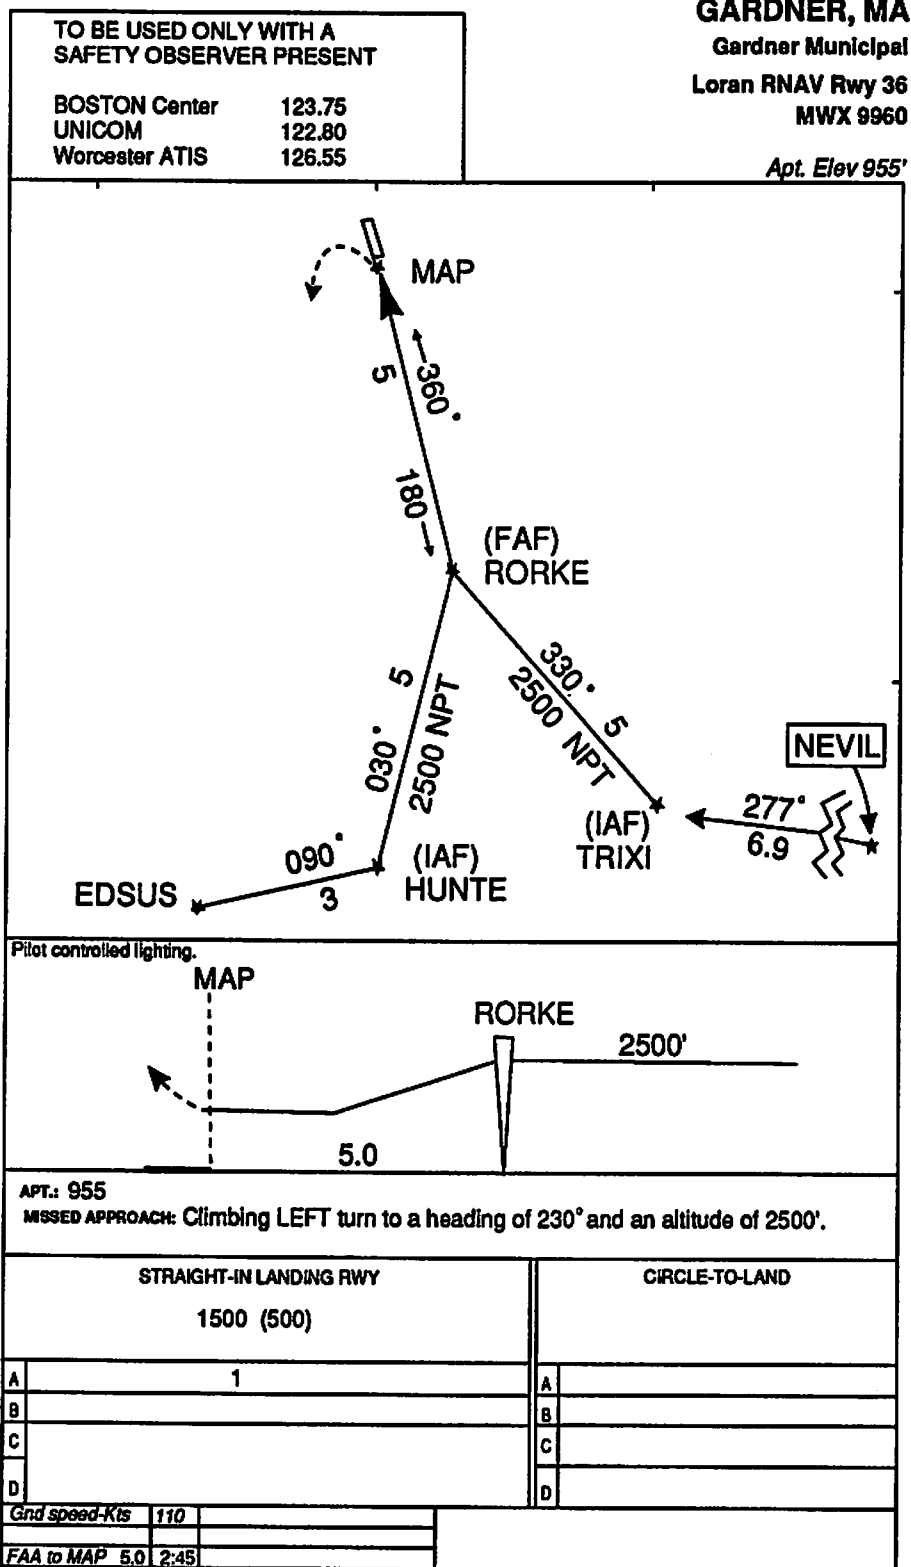 TO BE USED ONLY WITH A
SAFETY OBSERVER PRESENT
BOSTON Center 123.75
UNICOM 122.80
Worcester ATIS 126.55
GARDNER, MA
Gardner Municipal
Loran RNAV Rwy 36
MWX 9960
Apt. Elev 955'
MAP
5
360°
180
(FAF)
RORKE
5
030°
2500 NPT
330°
2500 NPT
5
NEVIL
277°
6.9
(IAF)
TRIXI
090°
3
(IAF)
HUNTE
EDSUS
Pilot controlled lighting.
MAP
RORKE
2500'
5.0
APT.: 955
MISSED APPROACH: Climbing LEFT turn to a heading of 230° and an altitude of 2500'.
STRAIGHT-IN LANDING RWY
1500 (500)
CIRCLE-TO-LAND
A 1
B
C
D
A
B
C
D
Gnd speed-Kts 110
FAA to MAP 5.0 2:45